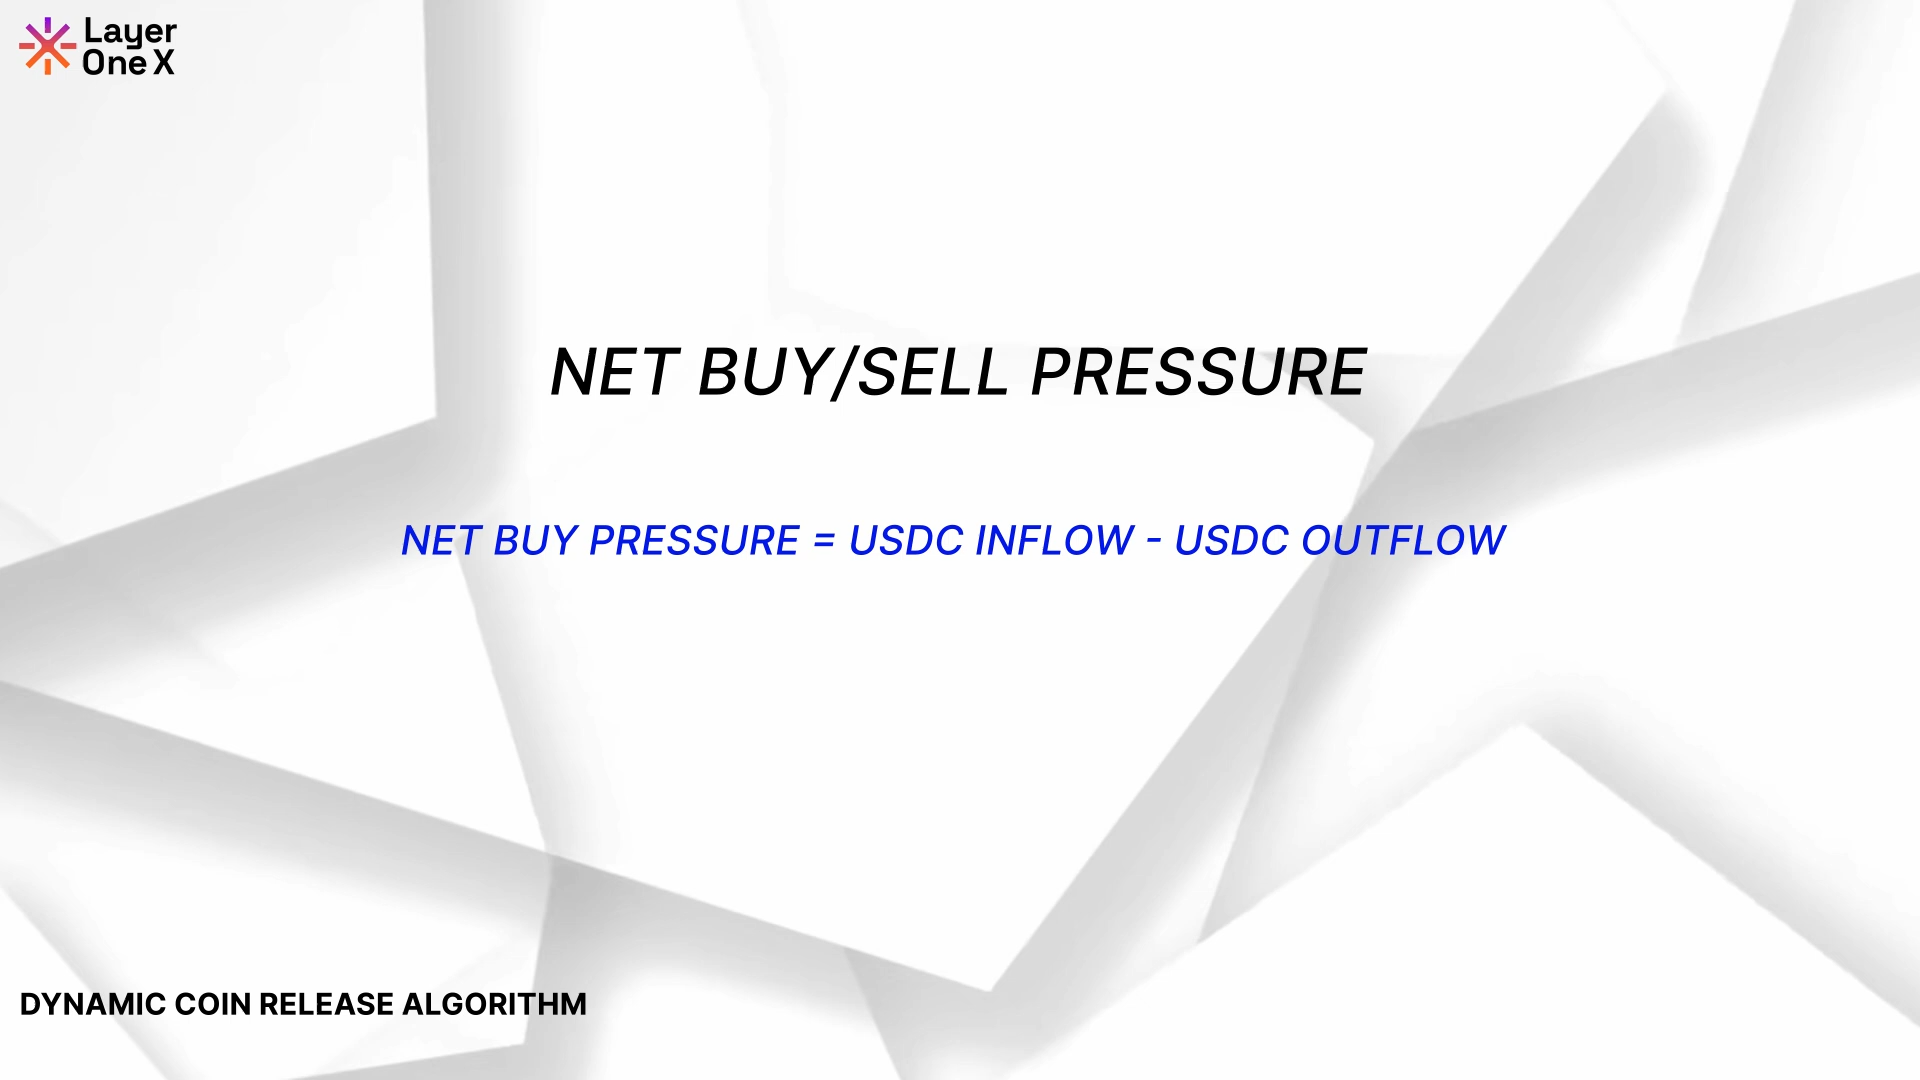 Layer
One X
NET BUY/SELL PRESSURE
NET BUY PRESSURE = USDC INFLOW - USDC OUTFLOW
DYNAMIC COIN RELEASE ALGORITHM